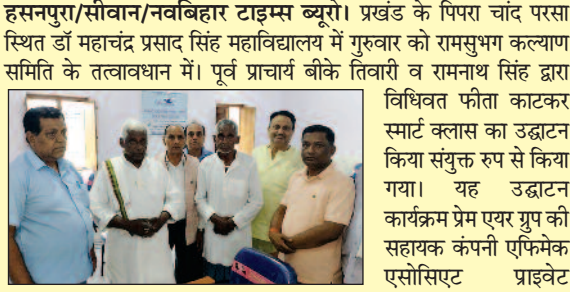 हसनपुरा/सीवान/नवबिहार टाइम्स ब्यूरो। प्रखंड के पिपरा चांद परसा
स्थित डॉ महाचंद्र प्रसाद सिंह महाविद्यालय में गुरुवार को रामसुभग कल्याण
समिति के तत्वावधान में। पूर्व प्राचार्य बीके तिवारी व रामनाथ सिंह द्वारा
विधिवत फीता काटकर
स्मार्ट क्लास का उद्घाटन
किया संयुक्त रुप से किया
गया। यह उद्घाटन
कार्यक्रम प्रेम एयर ग्रुप की
सहायक कंपनी एफिमेक
एसोसिएट प्राइवेट